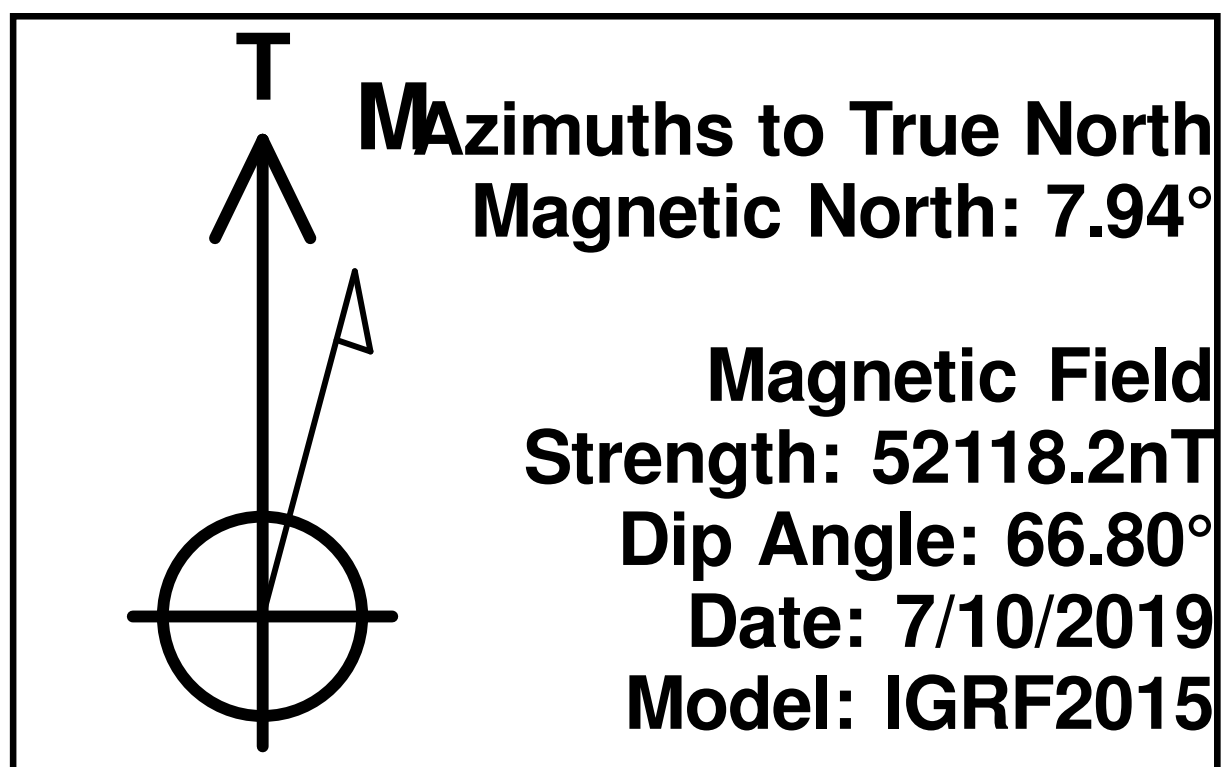 T
M
Azimuths to True North
Magnetic North: 7.94°
Magnetic Field
Strength: 52118.2nT
Dip Angle: 66.80°
Date: 7/10/2019
Model: IGRF2015